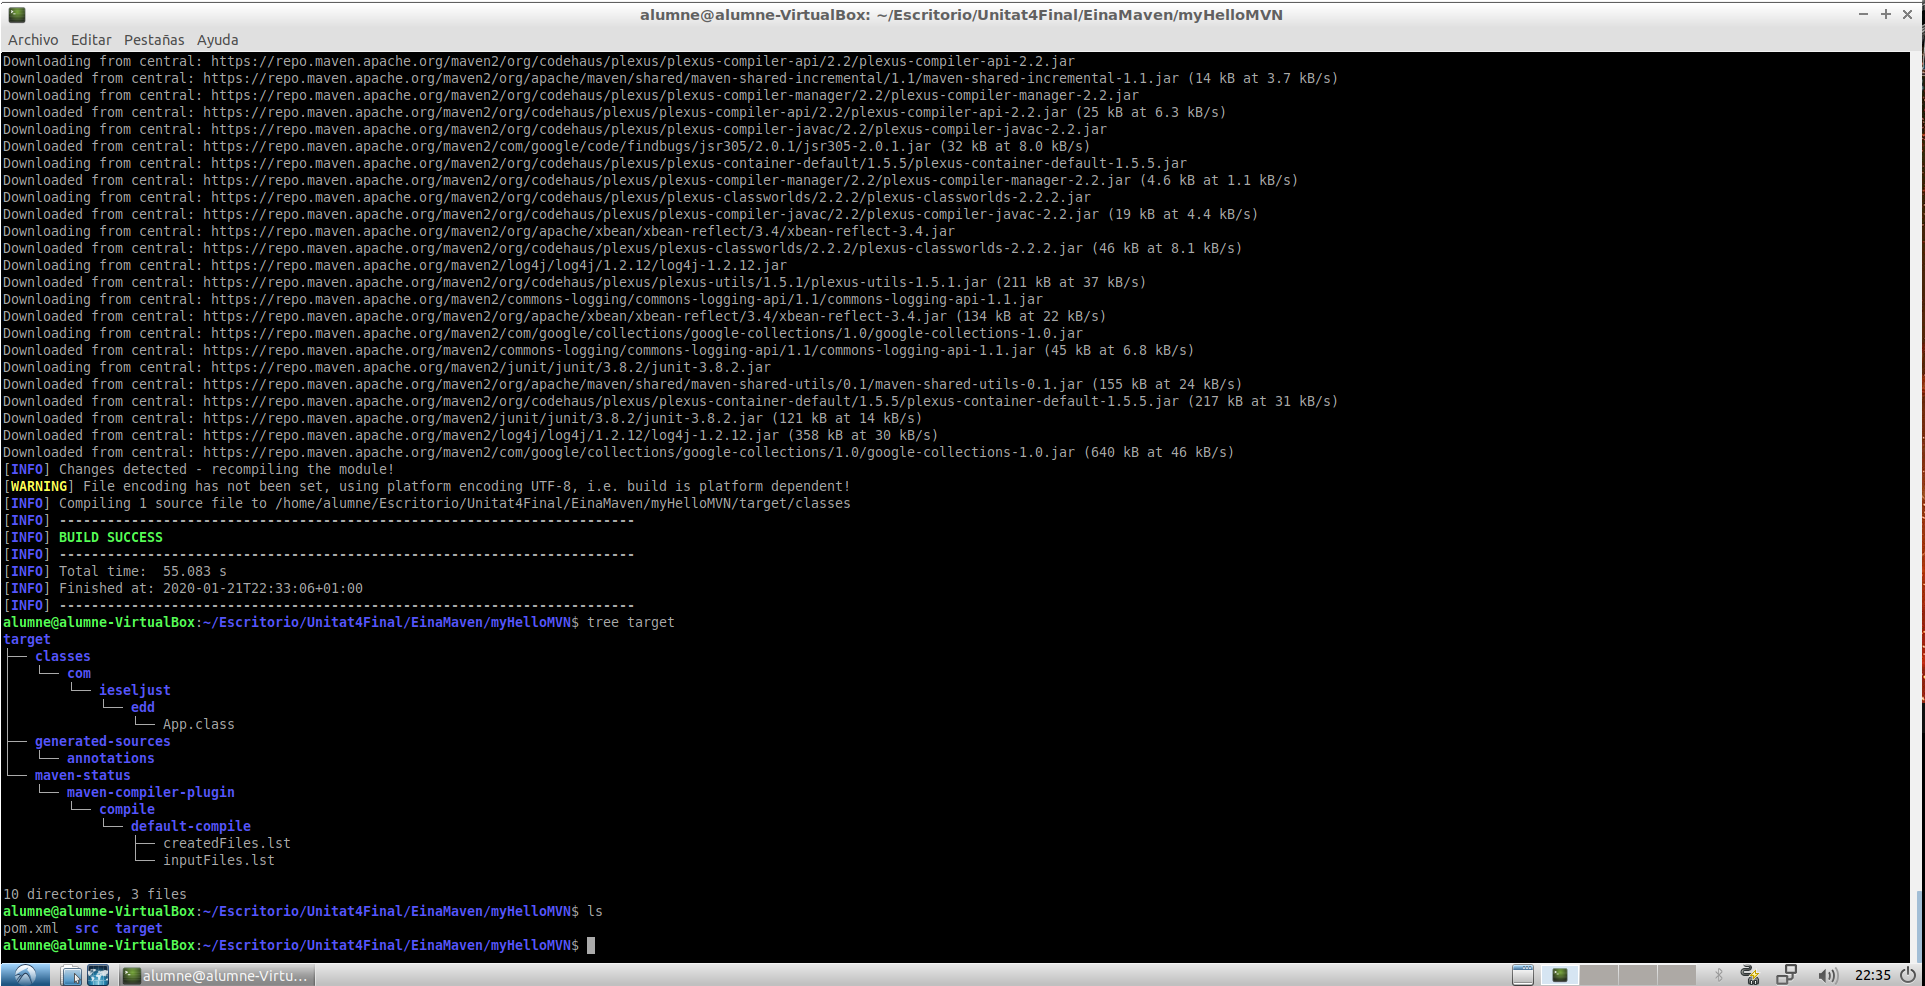 alumne@alumne-VirtualBox: ~/Escritorio/Unitat4Final/EinaMaven/myHelloMVN
Archivo Editar Pestañas Ayuda
Downloading from central: https://repo.maven.apache.org/maven2/org/codehaus/plexus/plexus-compiler-api/2.2/plexus-compiler-api-2.2.jar
Downloaded from central: https://repo.maven.apache.org/maven2/org/apache/maven/shared/maven-shared-incremental/1.1/maven-shared-incremental-1.1.jar (14 kB at 3.7 kB/s)
Downloading from central: https://repo.maven.apache.org/maven2/org/codehaus/plexus/plexus-compiler-manager/2.2/plexus-compiler-manager-2.2.jar
Downloaded from central: https://repo.maven.apache.org/maven2/org/codehaus/plexus/plexus-compiler-api/2.2/plexus-compiler-api-2.2.jar (25 kB at 6.3 kB/s)
Downloading from central: https://repo.maven.apache.org/maven2/org/codehaus/plexus/plexus-compiler-javac/2.2/plexus-compiler-javac-2.2.jar
Downloaded from central: https://repo.maven.apache.org/maven2/com/google/code/findbugs/jsr305/2.0.1/jsr305-2.0.1.jar (32 kB at 8.0 kB/s)
Downloading from central: https://repo.maven.apache.org/maven2/org/codehaus/plexus/plexus-container-default/1.5.5/plexus-container-default-1.5.5.jar
Downloaded from central: https://repo.maven.apache.org/maven2/org/codehaus/plexus/plexus-compiler-manager/2.2/plexus-compiler-manager-2.2.jar (4.6 kB at 1.1 kB/s)
Downloading from central: https://repo.maven.apache.org/maven2/org/codehaus/plexus/plexus-classworlds/2.2.2/plexus-classworlds-2.2.2.jar
Downloaded from central: https://repo.maven.apache.org/maven2/org/codehaus/plexus/plexus-compiler-javac/2.2/plexus-compiler-javac-2.2.jar (19 kB at 4.4 kB/s)
Downloading from central: https://repo.maven.apache.org/maven2/org/apache/xbean/xbean-reflect/3.4/xbean-reflect-3.4.jar
Downloaded from central: https://repo.maven.apache.org/maven2/org/codehaus/plexus/plexus-classworlds/2.2.2/plexus-classworlds-2.2.2.jar (46 kB at 8.1 kB/s)
Downloading from central: https://repo.maven.apache.org/maven2/log4j/log4j/1.2.12/log4j-1.2.12.jar
Downloaded from central: https://repo.maven.apache.org/maven2/org/codehaus/plexus/plexus-utils/1.5.1/plexus-utils-1.5.1.jar (211 kB at 37 kB/s)
Downloading from central: https://repo.maven.apache.org/maven2/commons-logging/commons-logging-api/1.1/commons-logging-api-1.1.jar
Downloaded from central: https://repo.maven.apache.org/maven2/org/apache/xbean/xbean-reflect/3.4/xbean-reflect-3.4.jar (134 kB at 22 kB/s)
Downloading from central: https://repo.maven.apache.org/maven2/com/google/collections/google-collections/1.0/google-collections-1.0.jar
Downloaded from central: https://repo.maven.apache.org/maven2/commons-logging/commons-logging-api/1.1/commons-logging-api-1.1.jar (45 kB at 6.8 kB/s)
Downloading from central: https://repo.maven.apache.org/maven2/junit/junit/3.8.2/junit-3.8.2.jar
Downloaded from central: https://repo.maven.apache.org/maven2/org/apache/maven/shared/maven-shared-utils/0.1/maven-shared-utils-0.1.jar (155 kB at 24 kB/s)
Downloaded from central: https://repo.maven.apache.org/maven2/org/codehaus/plexus/plexus-container-default/1.5.5/plexus-container-default-1.5.5.jar (217 kB at 31 kB/s)
Downloaded from central: https://repo.maven.apache.org/maven2/junit/junit/3.8.2/junit-3.8.2.jar (121 kB at 14 kB/s)
Downloaded from central: https://repo.maven.apache.org/maven2/log4j/log4j/1.2.12/log4j-1.2.12.jar (358 kB at 30 kB/s)
Downloaded from central: https://repo.maven.apache.org/maven2/com/google/collections/google-collections/1.0/google-collections-1.0.jar (640 kB at 46 kB/s)
[INFO] Changes detected - recompiling the module!
[WARNING] File encoding has not been set, using platform encoding UTF-8, i.e. build is platform dependent!
[INFO] Compiling 1 source file to /home/alumne/Escritorio/Unitat4Final/EinaMaven/myHelloMVN/target/classes
[INFO] ------------------------------------------------------------------------
[INFO] BUILD SUCCESS
[INFO] ------------------------------------------------------------------------
[INFO] Total time:  55.083 s
[INFO] Finished at: 2020-01-21T22:33:06+01:00
[INFO] ------------------------------------------------------------------------
alumne@alumne-VirtualBox:~/Escritorio/Unitat4Final/EinaMaven/myHelloMVN$ tree target
target
├── classes
│   └── com
│       └── ieseljust
│           └── edd
│               └── App.class
├── generated-sources
│   └── annotations
└── maven-status
    └── maven-compiler-plugin
        └── compile
            └── default-compile
                ├── createdFiles.lst
                └── inputFiles.lst
10 directories, 3 files
alumne@alumne-VirtualBox:~/Escritorio/Unitat4Final/EinaMaven/myHelloMVN$ ls
pom.xml  src  target
alumne@alumne-VirtualBox:~/Escritorio/Unitat4Final/EinaMaven/myHelloMVN$
alumne@alumne-Virtu...
22:35